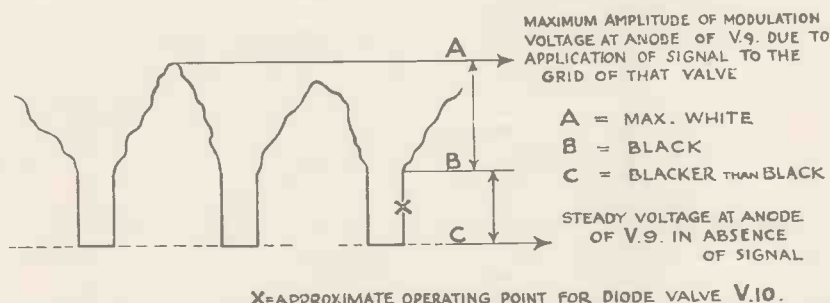 A
MAXIMUM AMPLITUDE OF MODULATION
VOLTAGE AT ANODE OF V.9. DUE TO
APPLICATION OF SIGNAL TO THE
GRID OF THAT VALVE
A = MAX. WHITE
B = BLACK
C = BLACKER THAN BLACK
B
X
C
STEADY VOLTAGE AT ANODE
OF V.9. IN ABSENCE
OF SIGNAL
X=APPROXIMATE OPERATING POINT FOR DIODE VALVE V.10.